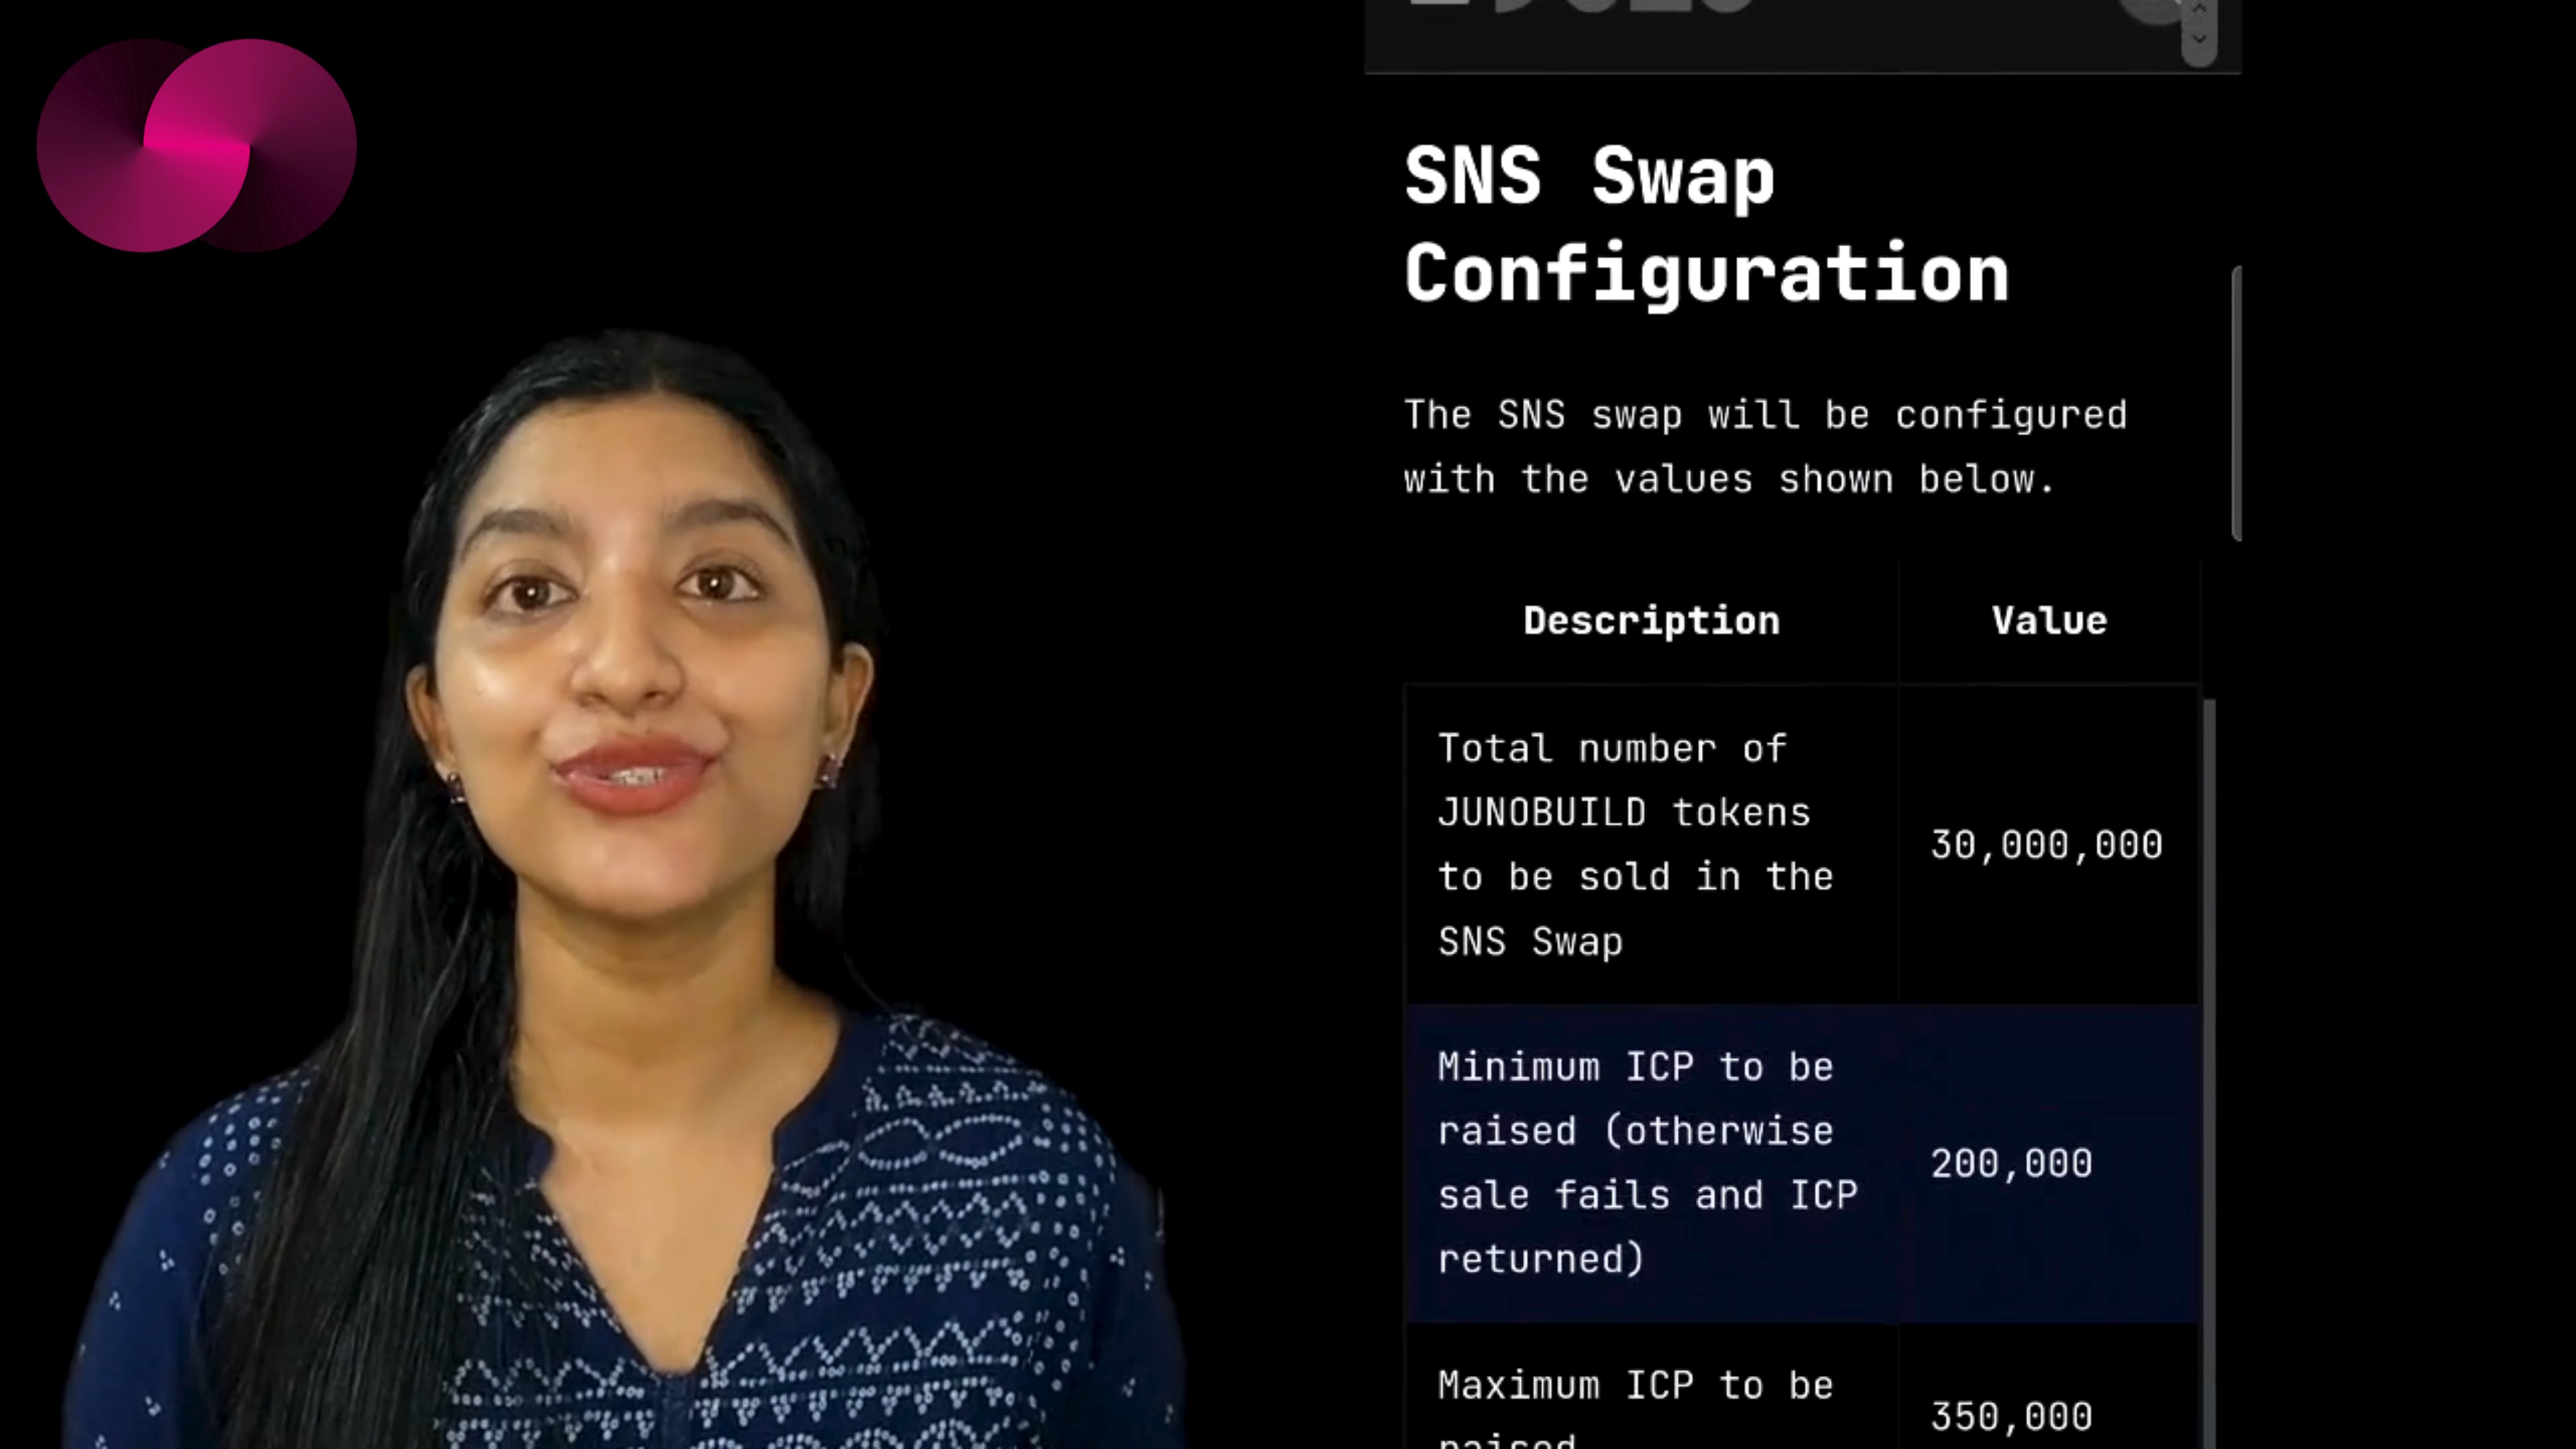 SNS Swap
Configuration
The SNS swap will be configured
with the values shown below.
Description Value
Total number of
JUNOBUILD tokens
to be sold in the
SNS Swap
30,000,000
Minimum ICP to be
raised (otherwise
sale fails and ICP
returned)
200,000
Maximum ICP to be
raised
350,000